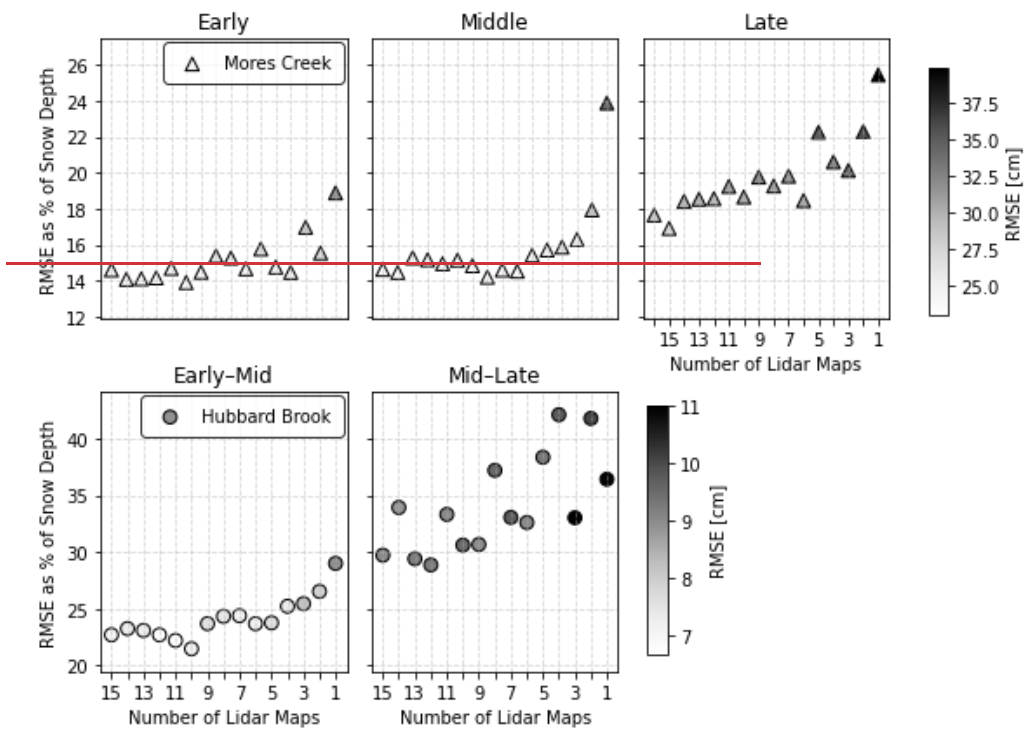 Early
Middle
Late
Mores Creek
RMSE as % of Snow Depth
26
24
22
20
18
16
14
12
15 13 11 9 7 5 3 1
Number of Lidar Maps
37.5
35.0
32.5
30.0
27.5
25.0
RMSE [cm]
Early–Mid
Mid–Late
Hubbard Brook
RMSE as % of Snow Depth
40
35
30
25
20
15 13 11 9 7 5 3 1
Number of Lidar Maps
15 13 11 9 7 5 3 1
Number of Lidar Maps
11
10
9
8
7
RMSE [cm]